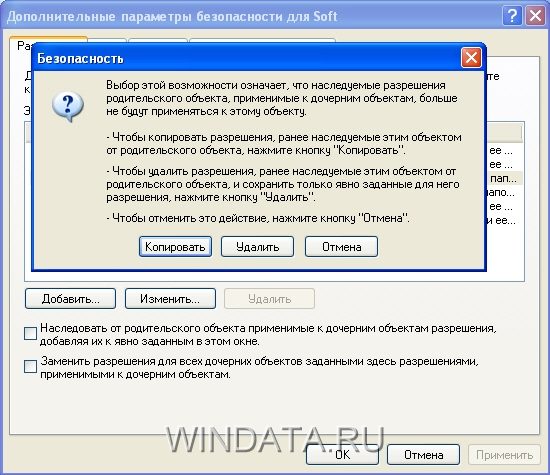 Дополнительные параметры безопасности для Soft
Безопасность
Выбор этой возможности означает, что наследуемые разрешения
родительского объекта, применимые к дочерним объектам, больше
не будут применяться к этому объекту.
- Чтобы копировать разрешения, ранее наследуемые этим объектом
от родительского объекта, нажмите кнопку "Копировать".
- Чтобы удалить разрешения, ранее наследуемые этим объектом от
родительского объекта, и сохранить только явно заданные для него
разрешения, нажмите кнопку "Удалить".
- Чтобы отменить это действие, нажмите кнопку "Отмена".
Копировать
Удалить
Отмена
ее ...
ее ...
пап...
ее...
Добавить...
Изменить...
Удалить
Наследовать от родительского объекта применимые к дочерним объектам разрешения,
добавляя их к явно заданным в этом окне.
Заменить разрешения для всех дочерних объектов заданными здесь разрешениями,
применимыми к дочерним объектам.
WINDATA.RU
OK
Отмена
Применить